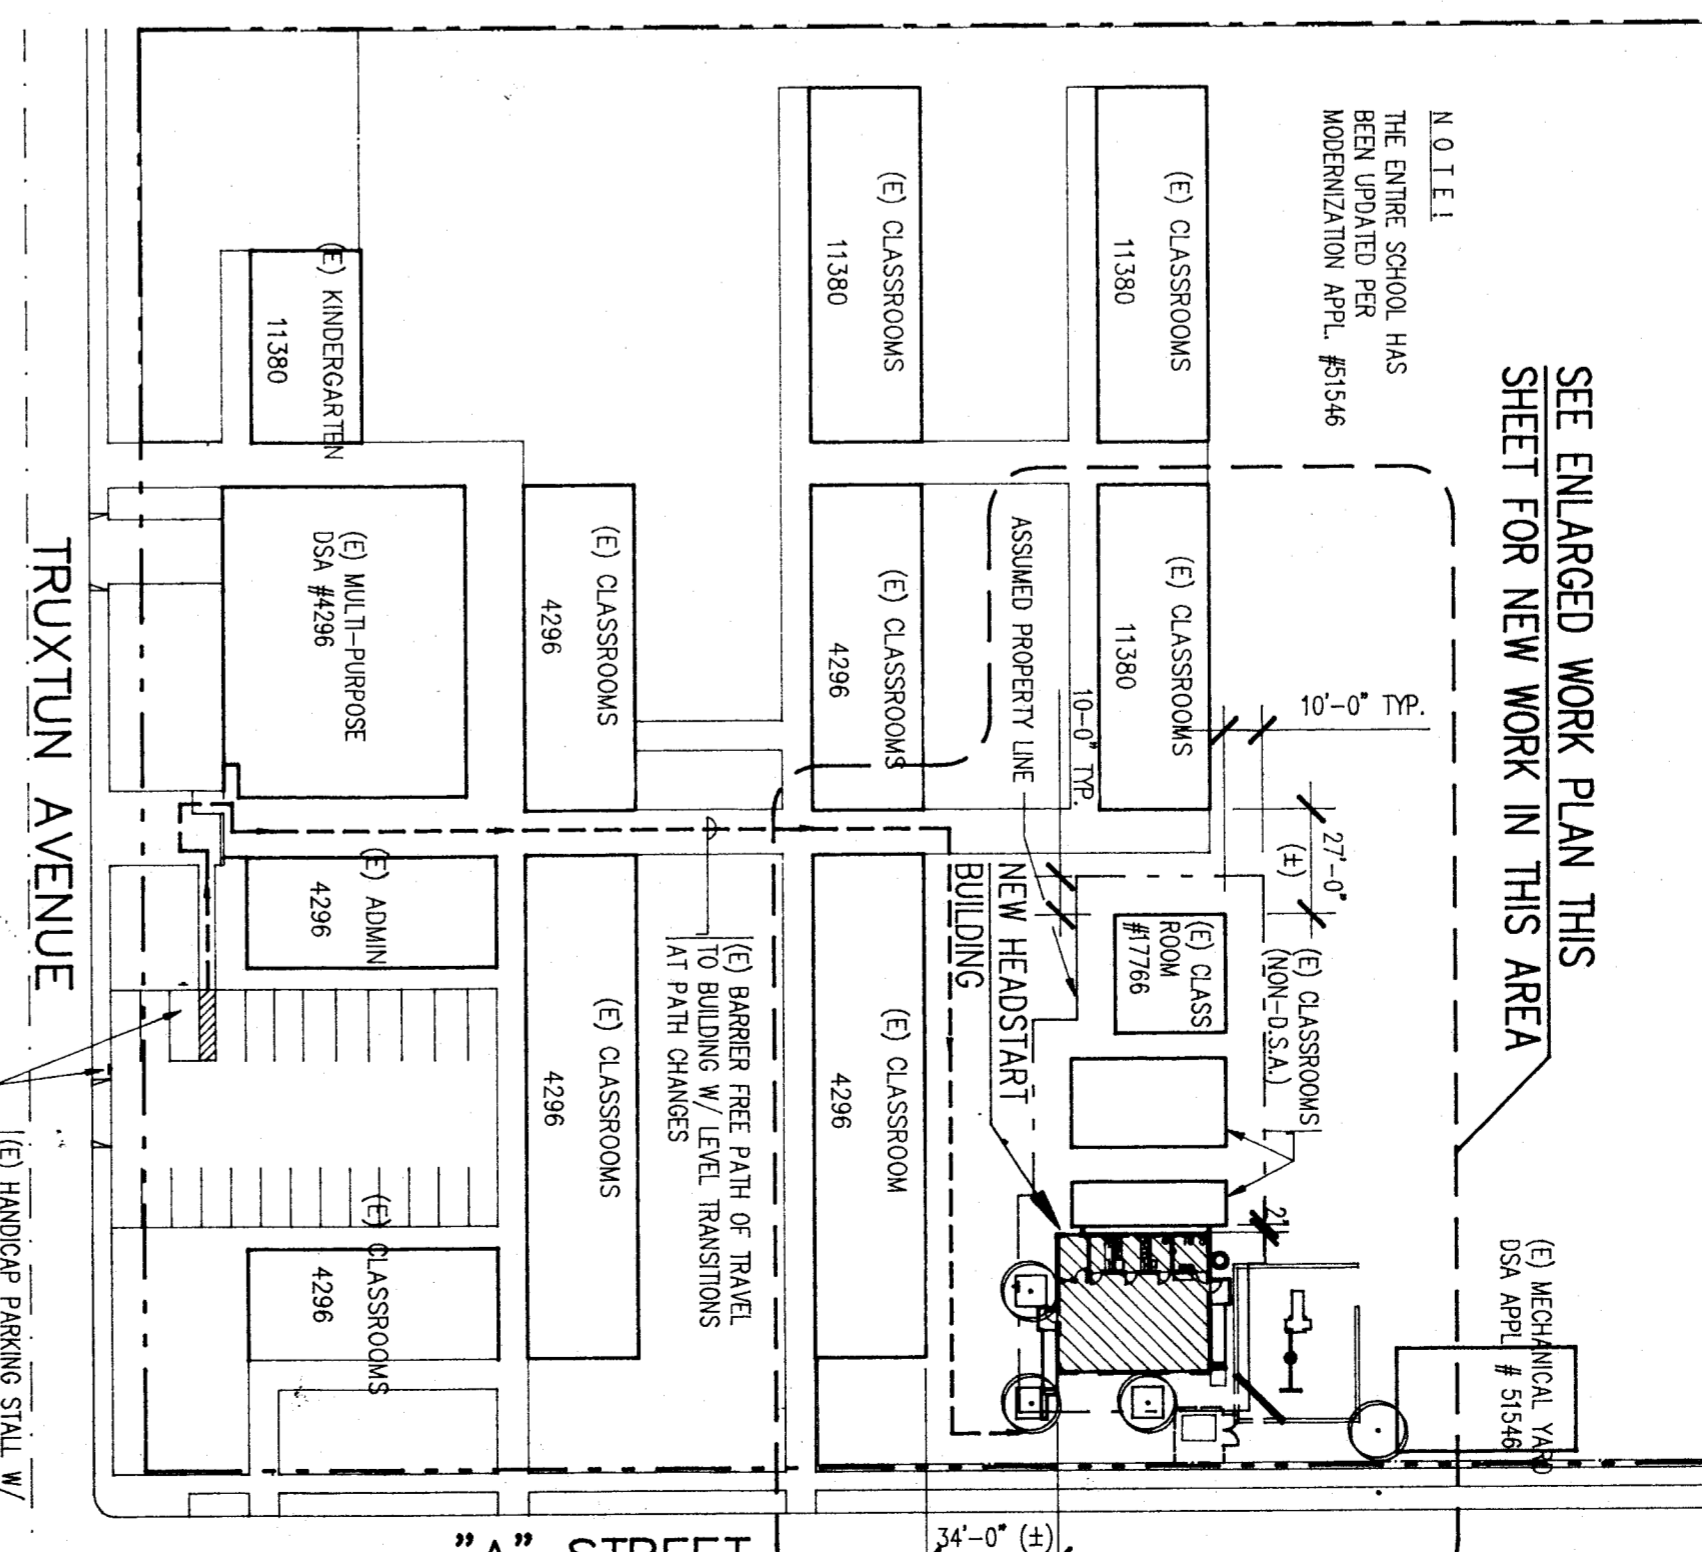 SEE ENLARGED WORK PLAN THIS
SHEET FOR NEW WORK IN THIS AREA
N O T E !
THE ENTIRE SCHOOL HAS
BEEN UPDATED PER
MODERNIZATION APPL. #51546
(E) CLASSROOMS
11380
(E) CLASSROOMS
11380
(E) KINDERGARTEN
11380
(E) CLASSROOMS
11380
(E) CLASSROOMS
4296
(E) CLASSROOMS
4296
(E) MULTI-PURPOSE
DSA #4296
ASSUMED PROPERTY LINE
10-0" TYP.
10'-0" TYP.
27'-0"
(±)
(E) CLASSROOMS
(NON-D.S.A.)
(E) CLASS
ROOM
#17766
NEW HEADSTART
BUILDING
2"
(E) MECHANICAL YARD
DSA APPL # 51546
(E) BARRIER FREE PATH OF TRAVEL
TO BUILDING W/ LEVEL TRANSITIONS
AT PATH CHANGES
(E) CLASSROOM
4296
(E) CLASSROOMS
4296
(E) ADMIN
4296
(E) CLASSROOMS
4296
TRUXTUN AVENUE
(E) HANDICAP PARKING STALL W/
"A" STREET
34'-0" (±)